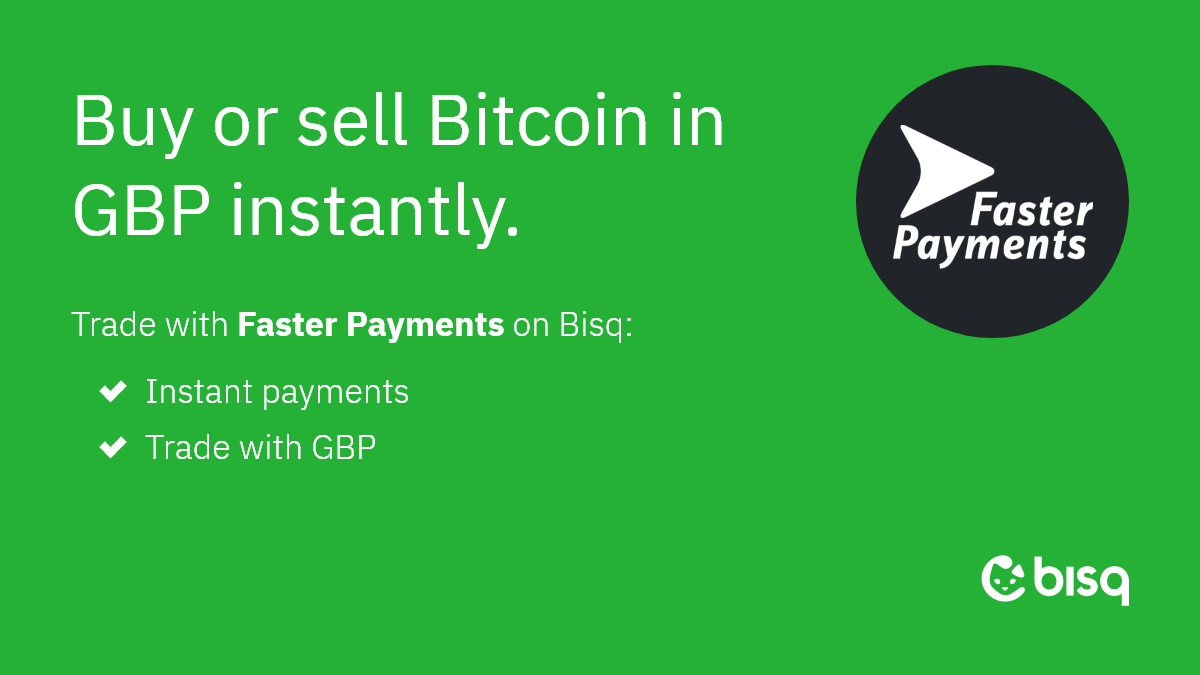 Buy or sell Bitcoin in
GBP instantly.
Faster
Payments
Trade with Faster Payments on Bisq:
Instant payments
Trade with GBP
bisq